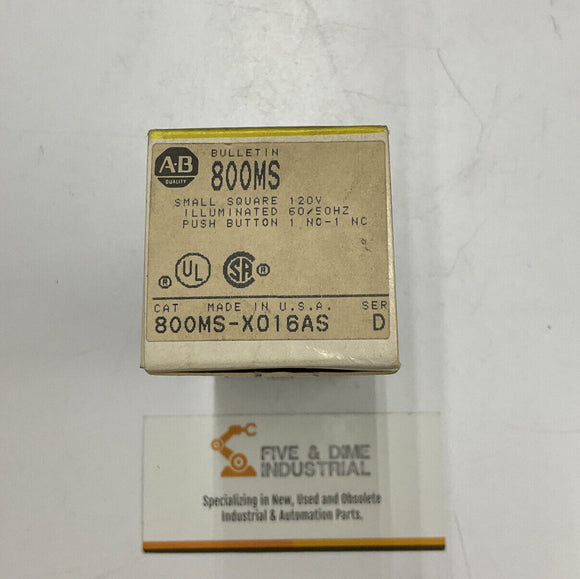 A-B
QUALITY
BULLETIN
800MS
SMALL SQUARE 120V
ILLUMINATED 60/50HZ
PUSH BUTTON 1 NO-1 NC
® UL SA ®
CAT MADE IN U.S.A. SER
800MS-X016AS D
FIVE & DIME
INDUSTRIAL
Specializing in New, Used and Obsolete
Industrial & Automation Parts.